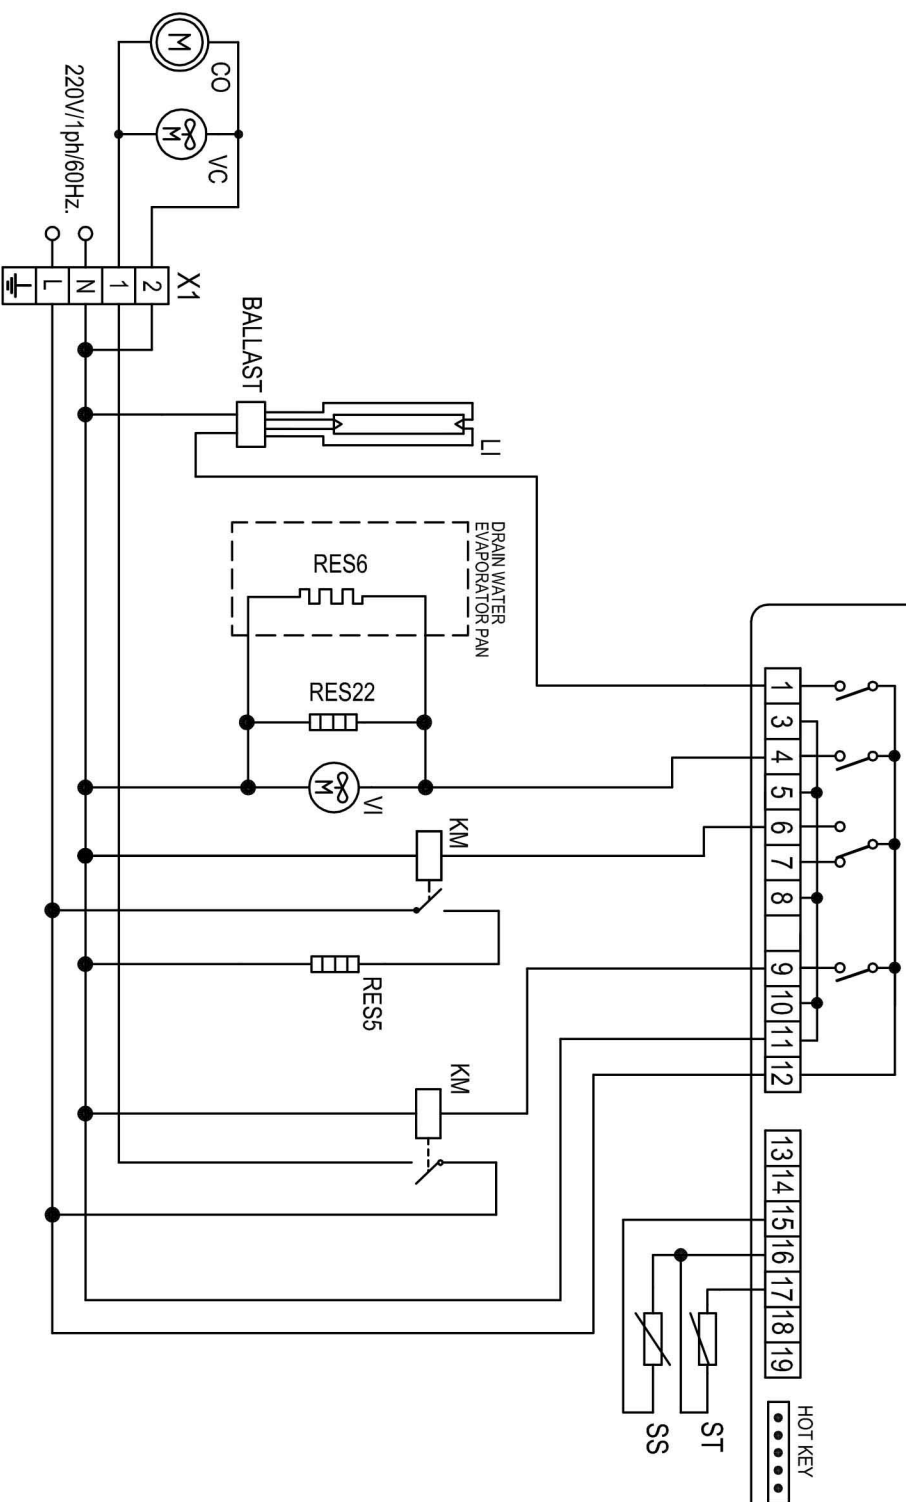 M
CO
M
VC
220V/1ph/60Hz.
X1
L
N
1
2
BALLAST
LI
DRAIN WATER
EVAPORATOR PAN
RES6
RES22
M
VI
KM
RES5
KM
1
3
4
5
6
7
8
9
10
11
12
13
14
15
16
17
18
19
HOT KEY
ST
SS